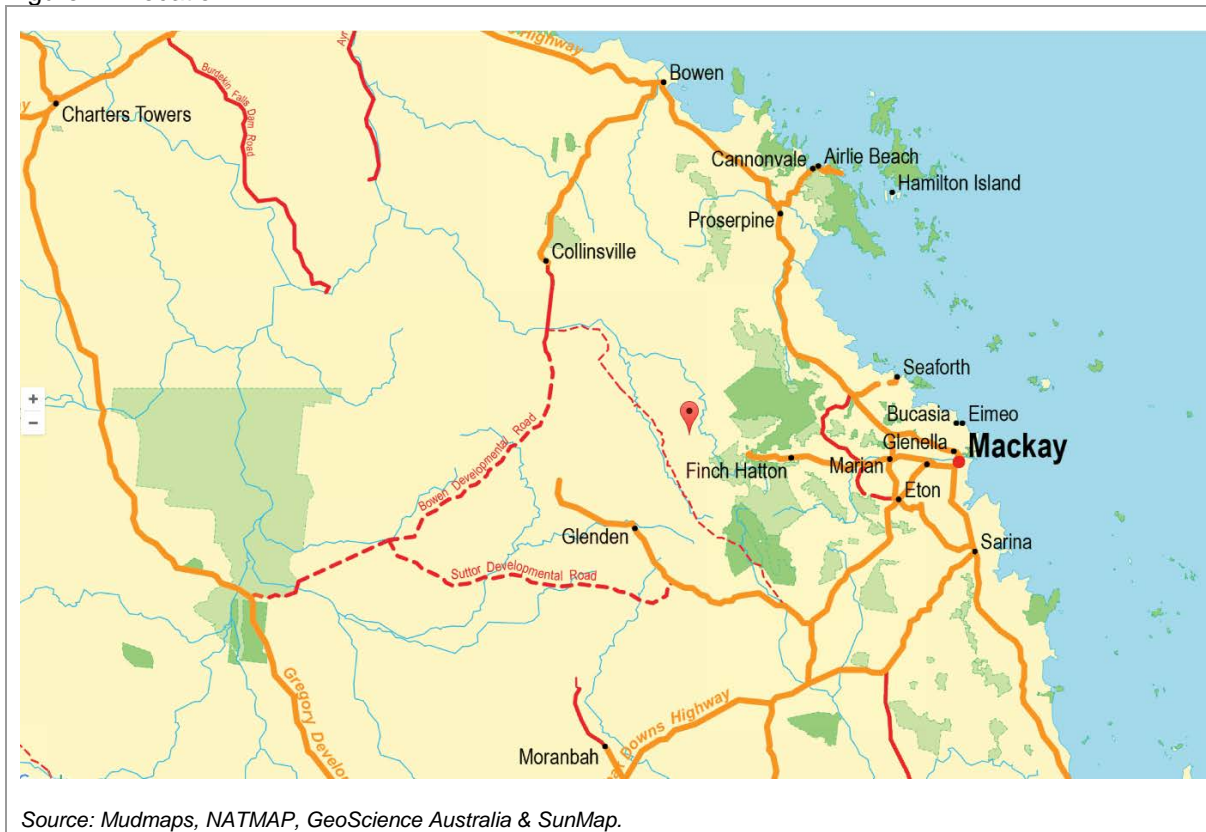 Highway
Bowen
Charters Towers
Burdekin Falls Dam Road
Cannonvale
Airlie Beach
Hamilton Island
Proserpine
Collinsville
+
−
Seaforth
Bucasia
Eimeo
Glenella
Mackay
Bowen Developmental Road
Finch Hatton
Marian
Eton
Glenden
Sarina
Suttor Developmental Road
Gregory Develo
Downs Highway
Moranbah
Source: Mudmaps, NATMAP, GeoScience Australia & SunMap.